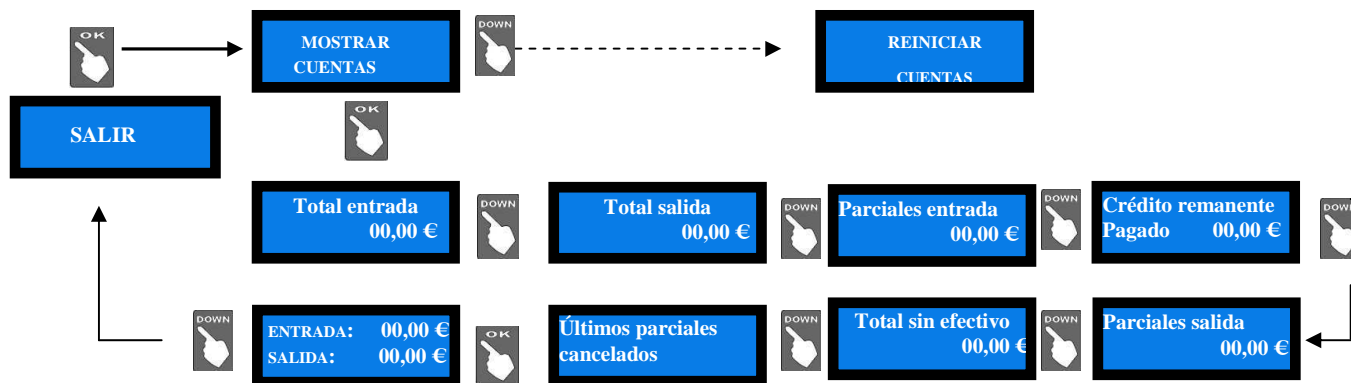 OK
MOSTRAR
CUENTAS
DOWN
REINICIAR
CUENTAS
SALIR
OK
Total entrada
00,00 €
DOWN
Total salida
00,00 €
DOWN
Parciales entrada
00,00 €
DOWN
Crédito remanente
Pagado 00,00 €
DOWN
DOWN
ENTRADA: 00,00 €
SALIDA: 00,00 €
OK
Últimos parciales
cancelados
DOWN
Total sin efectivo
00,00 €
DOWN
Parciales salida
00,00 €